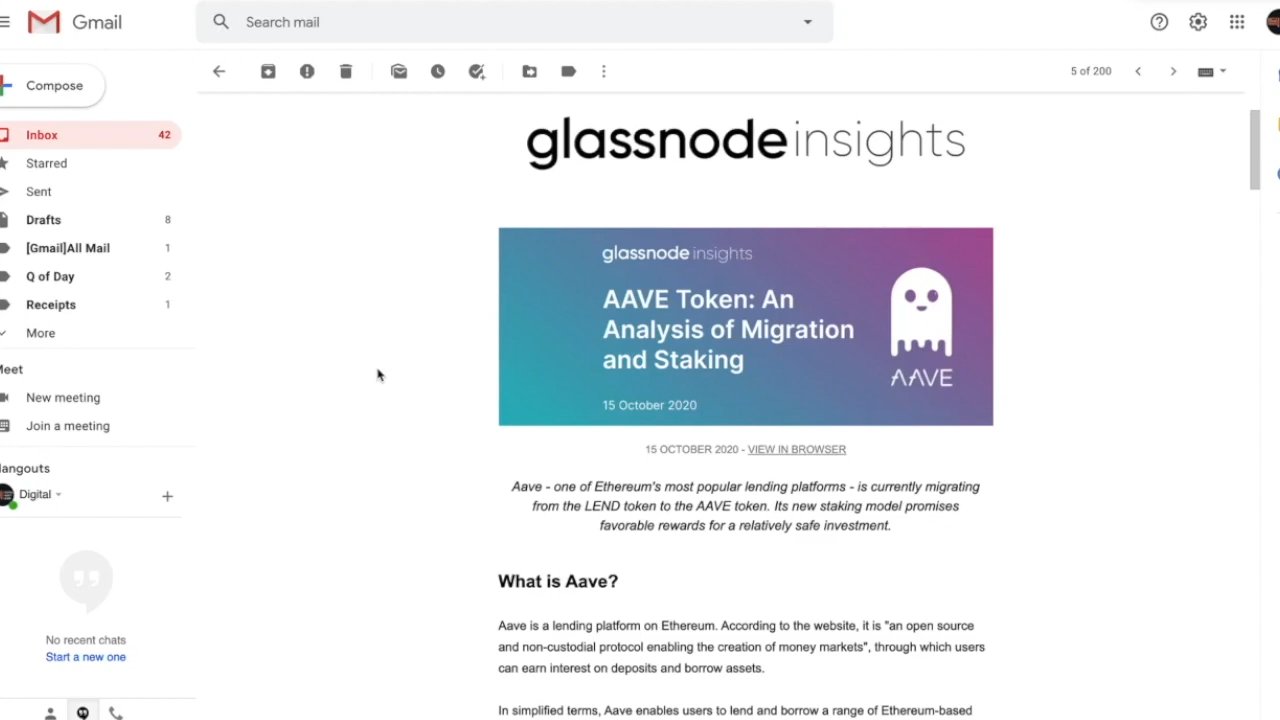 Gmail
Search mail
Compose
5 of 200
Inbox 42
Starred
Sent
Drafts 8
[Gmail]All Mail 1
Q of Day 2
Receipts 1
More
Meet
New meeting
Join a meeting
Hangouts
Digital
No recent chats
Start a new one
glassnode insights
glassnode insights
AAVE Token: An
Analysis of Migration
and Staking
15 October 2020
AAVE
15 OCTOBER 2020 - VIEW IN BROWSER
Aave - one of Ethereum's most popular lending platforms - is currently migrating
from the LEND token to the AAVE token. Its new staking model promises
favorable rewards for a relatively safe investment.
What is Aave?
Aave is a lending platform on Ethereum. According to the website, it is "an open source
and non-custodial protocol enabling the creation of money markets", through which users
can earn interest on deposits and borrow assets.
In simplified terms, Aave enables users to lend and borrow a range of Ethereum-based